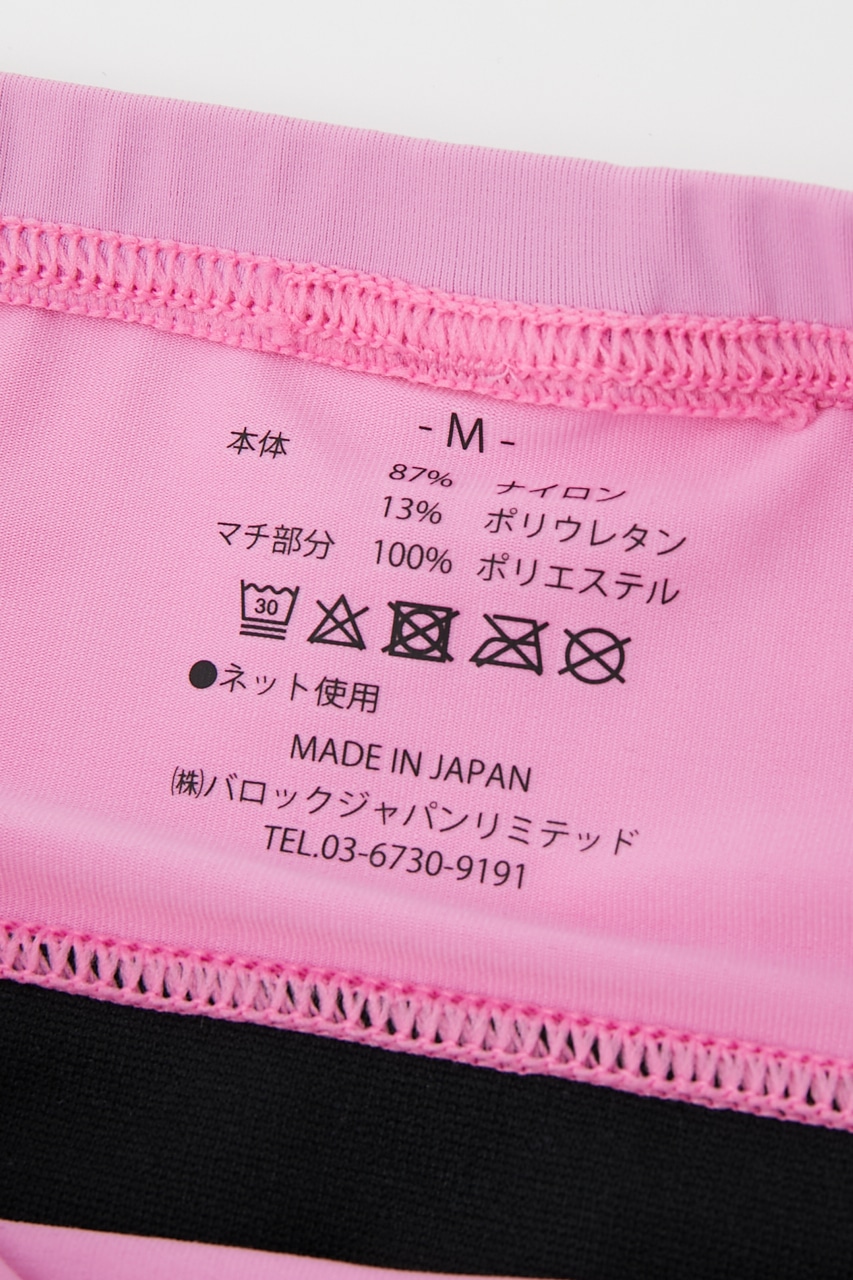 - M -
本体 87% ナイロン
13% ポリウレタン
マチ部分 100% ポリエステル
30
●ネット使用
MADE IN JAPAN
㈱バロックジャパンリミテッド
TEL.03-6730-9191